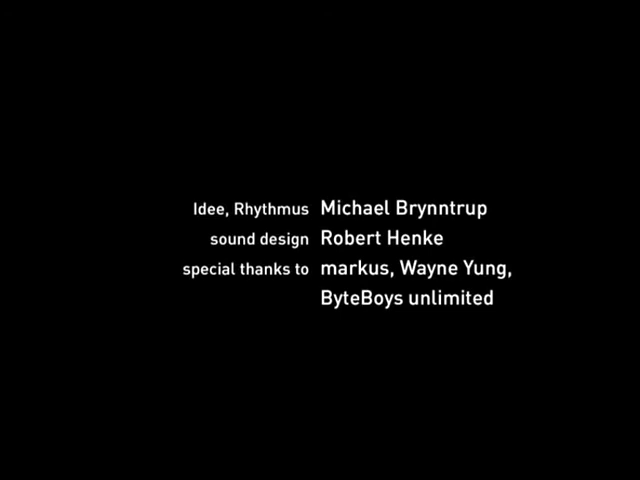 Idee, Rhythmus Michael Brynntrup
sound design Robert Henke
special thanks to markus, Wayne Yung,
ByteBoys unlimited